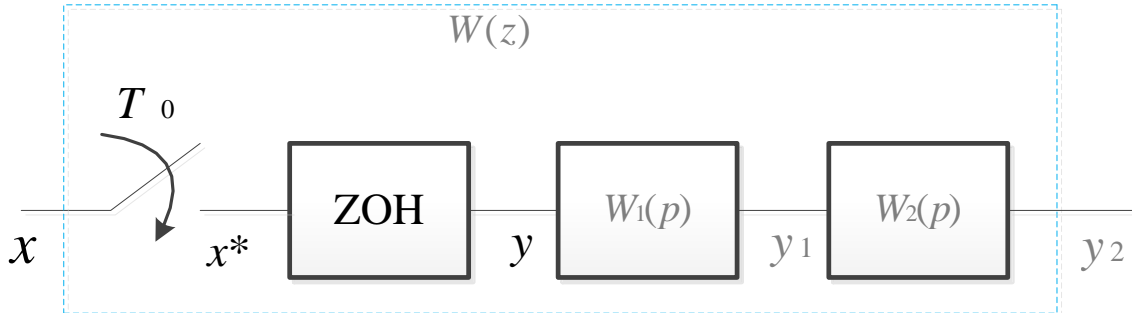 W(z)
T 0
ZOH
W1(p)
W2(p)
x
x*
y
y 1
y 2